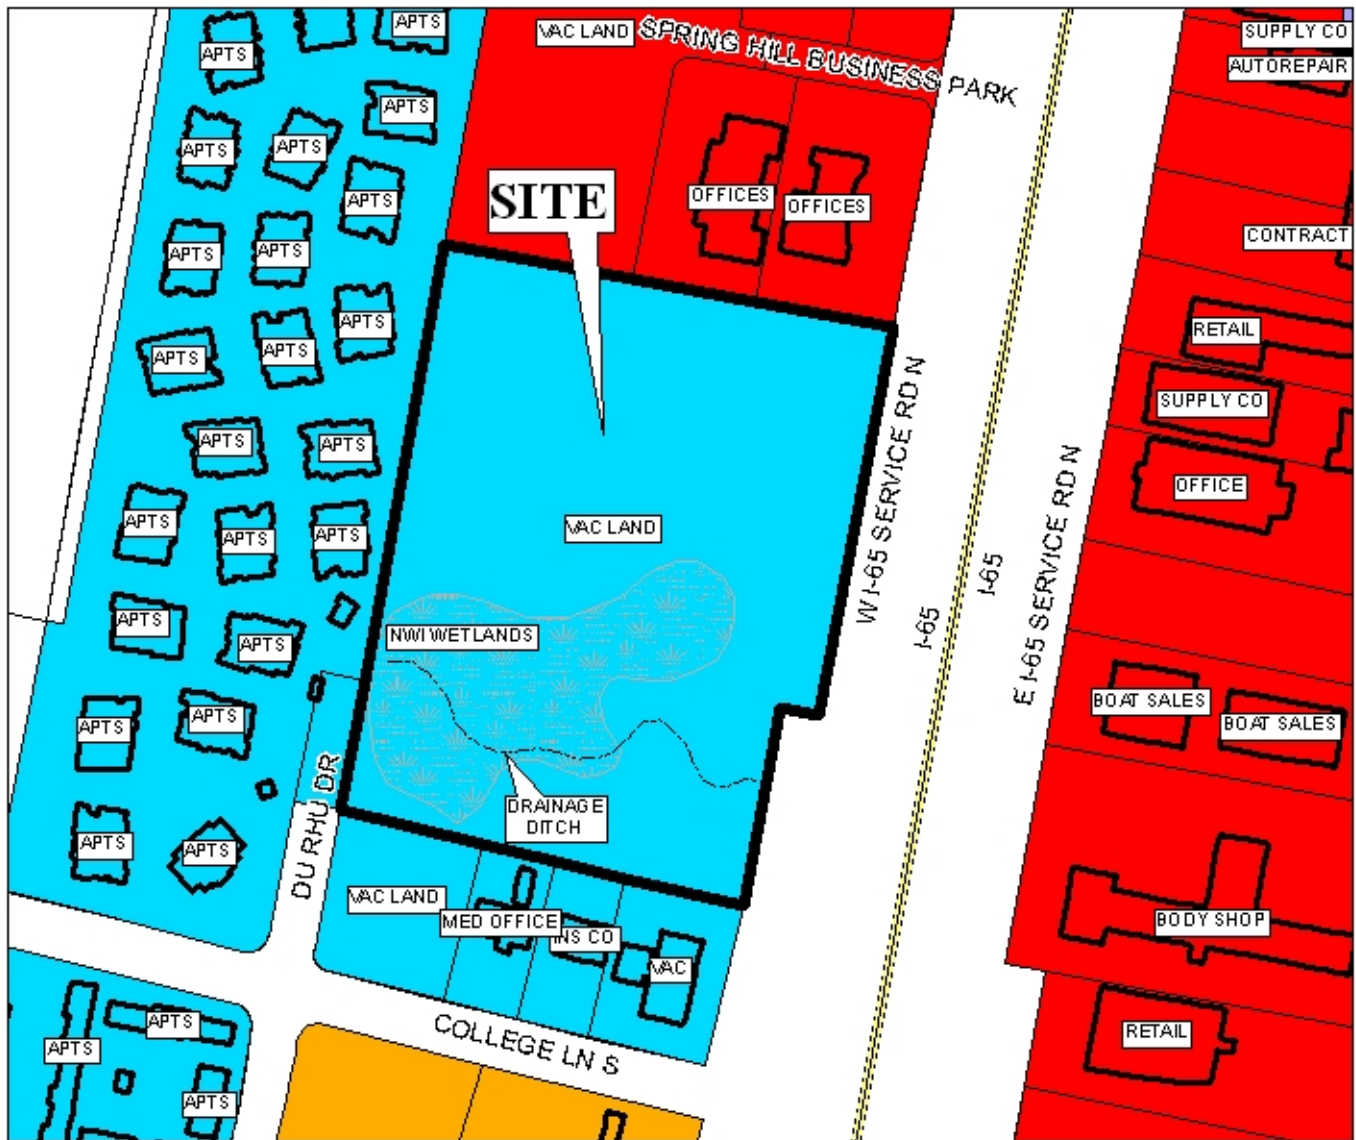 APTS
VAC LAND
SPRING HILL BUSINESS PARK
SUPPLY CO
APTS
AUTOREPAIR
APTS
APTS
APTS
OFFICES
OFFICES
SITE
APTS
CONTRACT
APTS
APTS
APTS
RETAIL
APTS
APTS
SUPPLY CO
W I-65 SERVICE RD N
APTS
APTS
OFFICE
E I-65 SERVICE RD N
APTS
VAC LAND
APTS
APTS
I-65
I-65
APTS
NWI WETLANDS
APTS
BOAT SALES
APTS
BOAT SALES
APTS
DU RHU DR
DRAINAGE
DITCH
APTS
APTS
VAC LAND
MED OFFICE
INS CO
BODY SHOP
VAC
COLLEGE LN S
APTS
APTS
RETAIL
APTS